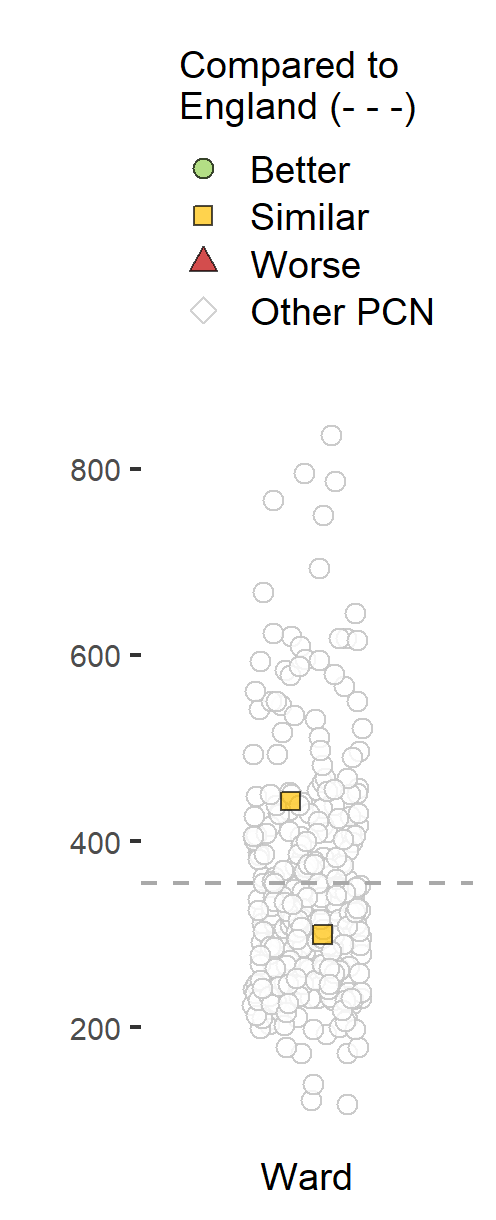 Compared to
England (- - -)
Better
Similar
Worse
Other PCN
800
600
400
200
Ward